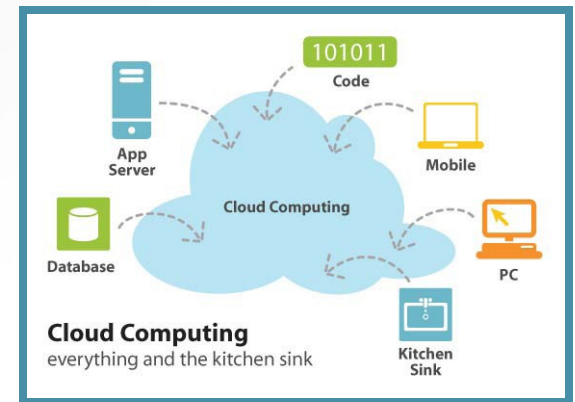 101011
Code
App
Server
Mobile
Cloud Computing
Database
PC
Kitchen
Sink
Cloud Computing
everything and the kitchen sink